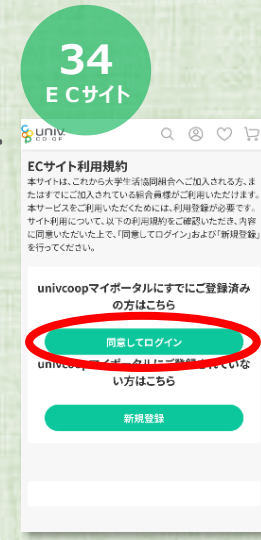 34
ECサイト
univ.
CO-OP
ECサイト利用規約
本サイトは、これから大学生活協同組合へご加入される方、ま
たはすでにご加入されている組合員様がご利用いただけます。
本サービスをご利用いただくためには、利用登録が必要です。
サイト利用について、以下の利用規約をご確認いただき、内容
に同意いただいた上で、「同意してログイン」および「新規登録」
を行ってください。
univcoopマイポータルにすでにご登録済み
の方はこちら
同意してログイン
univcoopマイポータルにご登録されていな
い方はこちら
新規登録